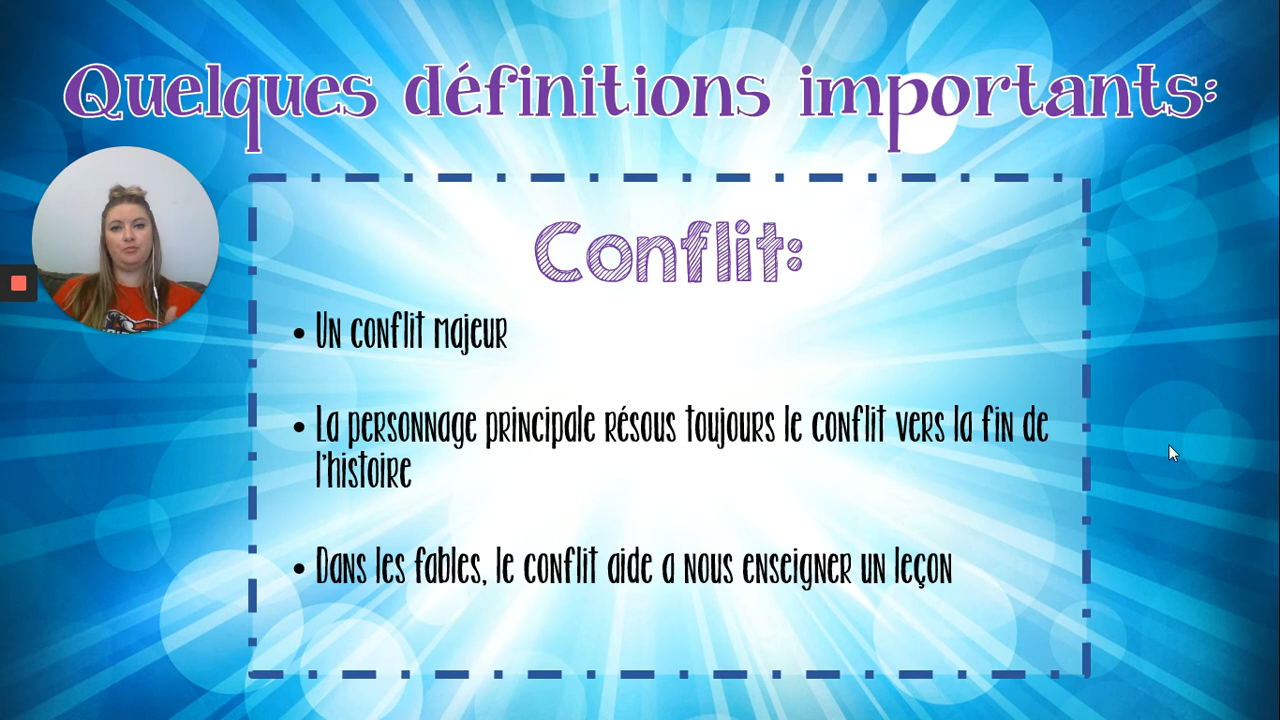 Quelques définitions importants:
Conflit:
• Un conflit majeur
• La personnage principale résous toujours le conflit vers la fin de
l'histoire
• Dans les fables, le conflit aide a nous enseigner un leçon